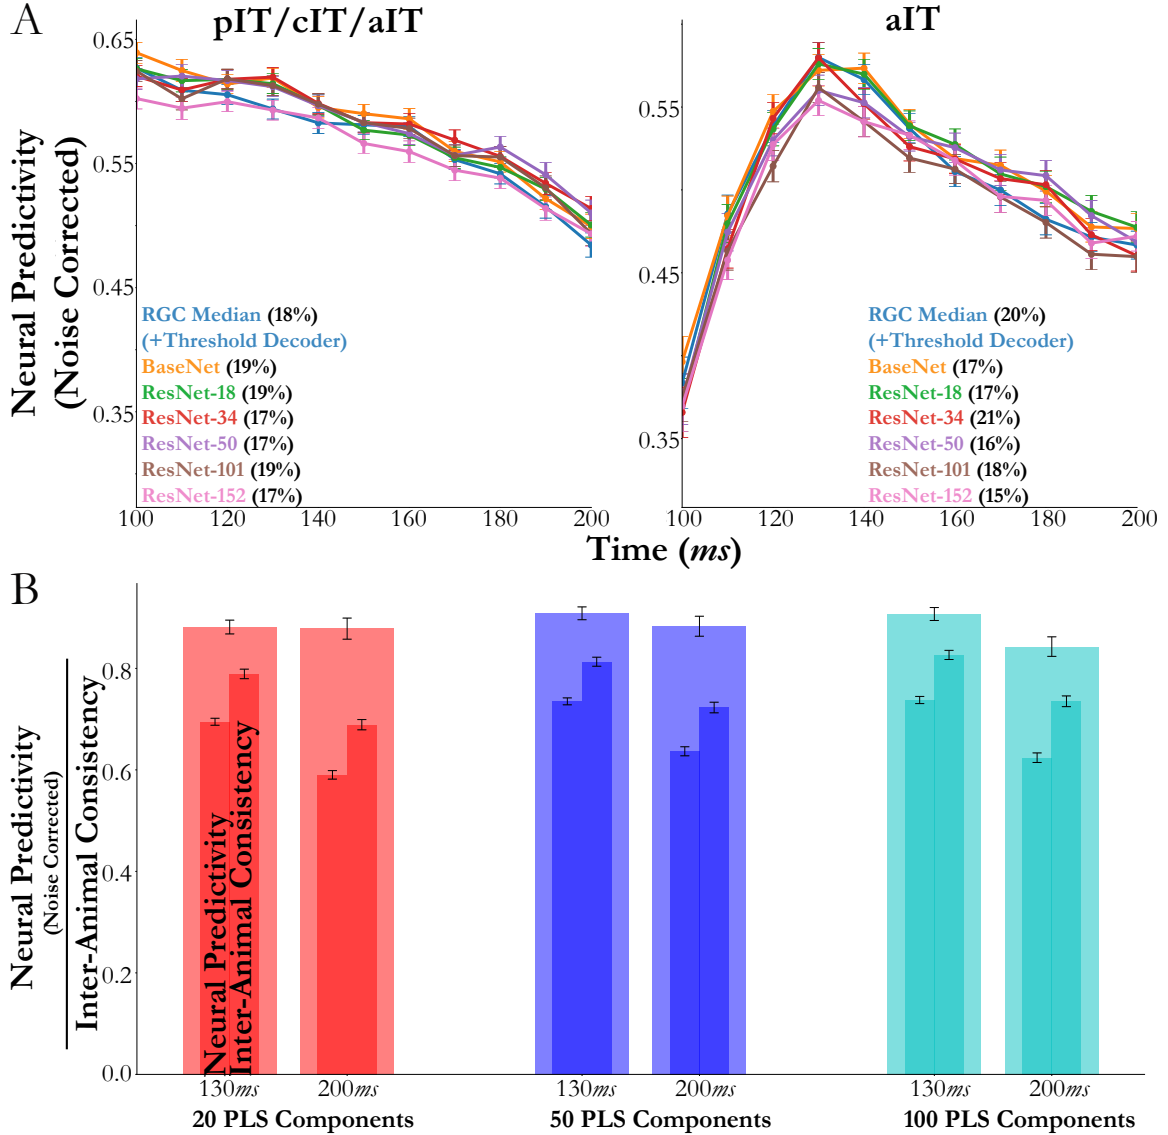 A
pIT/cIT/aIT
aIT
Neural Predictivity
(Noise Corrected)
0.65
0.55
0.45
0.35
RGC Median (18%)
(+Threshold Decoder)
BaseNet (19%)
ResNet-18 (19%)
ResNet-34 (17%)
ResNet-50 (17%)
ResNet-101 (19%)
ResNet-152 (17%)
100 120 140 160 180 200
0.55
0.45
0.35
RGC Median (20%)
(+Threshold Decoder)
BaseNet (17%)
ResNet-18 (17%)
ResNet-34 (21%)
ResNet-50 (16%)
ResNet-101 (18%)
ResNet-152 (15%)
100 120 140 160 180 200
Time (ms)
B
Neural Predictivity
(Noise Corrected)
Inter-Animal Consistency
0.8
0.6
0.4
0.2
0.0
Neural Predictivity
Inter-Animal Consistency
130ms 200ms 130ms 200ms 130ms 200ms
20 PLS Components 50 PLS Components 100 PLS Components